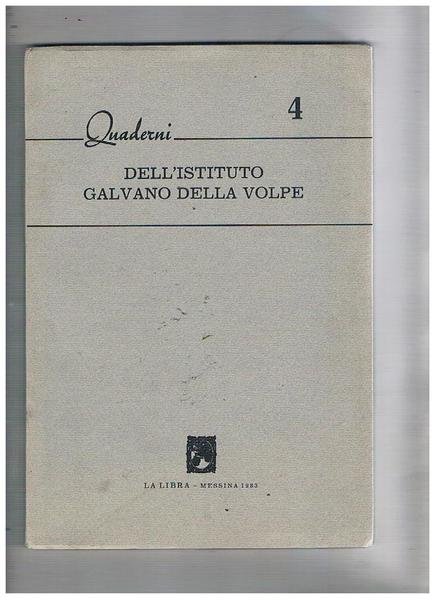 4
Quaderni
DELL'ISTITUTO
GALVANO DELLA VOLPE
LA LIBRA – MESSINA 1983